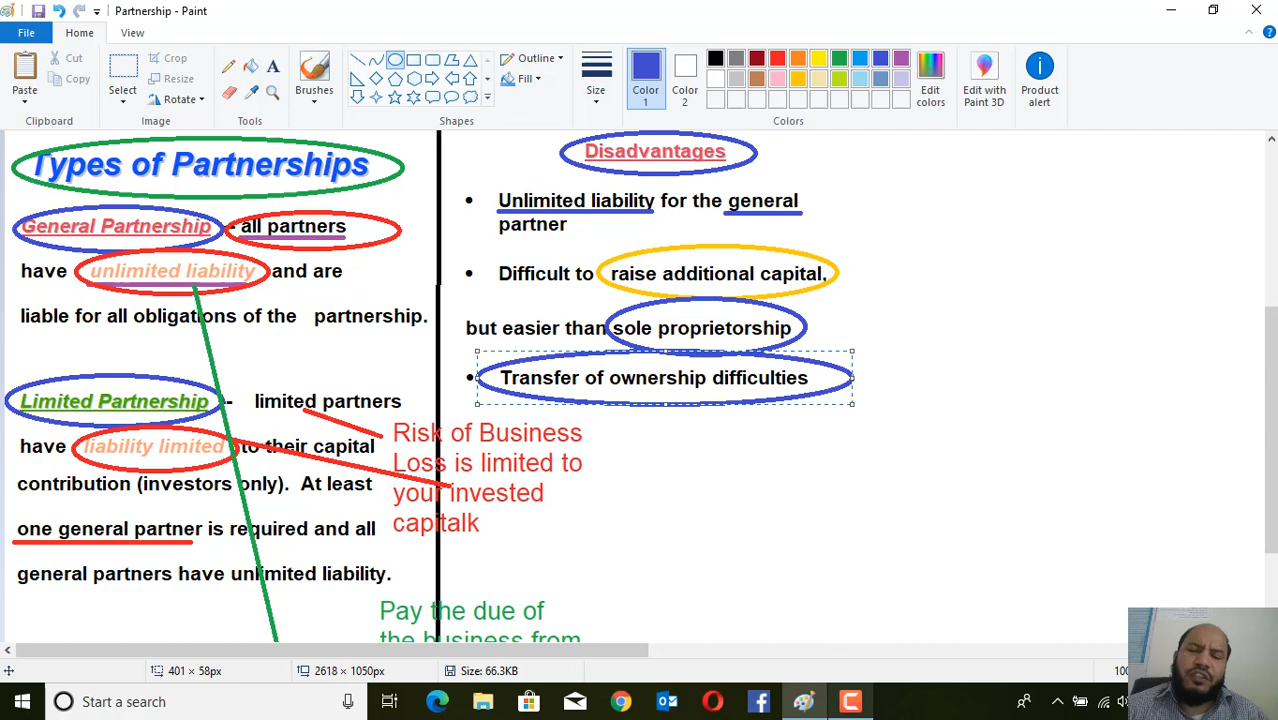 Partnership - Paint
File
Home
View
Paste
Cut
Copy
Clipboard
Select
Crop
Resize
Rotate
Image
A
Tools
Brushes
Outline
Fill
Shapes
Size
Color
1
Color
2
Edit
colors
Colors
Edit with
Paint 3D
Product
alert
Types of Partnerships
General Partnership - all partners
have unlimited liability and are
liable for all obligations of the partnership.
Limited Partnership - limited partners
have liability limited to their capital
contribution (investors only). At least
one general partner is required and all
general partners have unlimited liability.
Risk of Business
Loss is limited to
your invested
capitalk
Pay the due of
the business from
Disadvantages
• Unlimited liability for the general
partner
• Difficult to raise additional capital,
but easier than sole proprietorship
• Transfer of ownership difficulties
401 × 58px
2618 × 1050px
Size: 66.3KB
100
Start a search